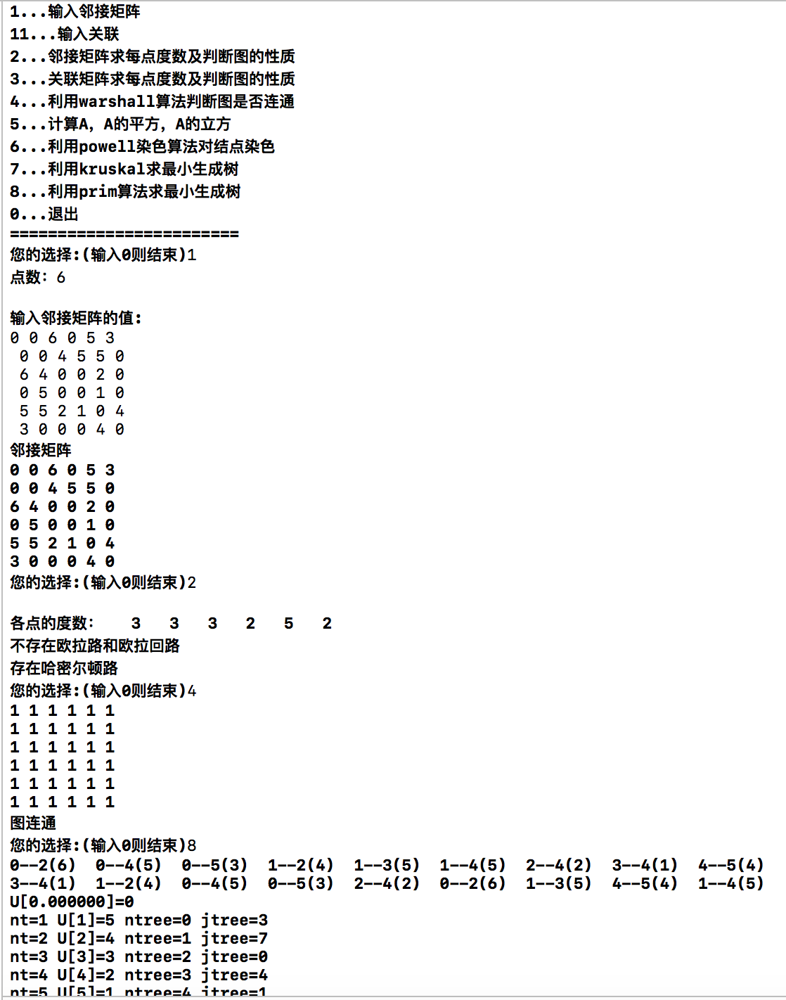 1...输入邻接矩阵
11...输入关联
2...邻接矩阵求每点度数及判断图的性质
3...关联矩阵求每点度数及判断图的性质
4...利用warshall算法判断图是否连通
5...计算A，A的平方，A的立方
6...利用powell染色算法对结点染色
7...利用kruskal求最小生成树
8...利用prim算法求最小生成树
0...退出
========================
您的选择:(输入0则结束)1
点数：6
输入邻接矩阵的值:
0 0 6 0 5 3
0 0 4 5 5 0
6 4 0 0 2 0
0 5 0 0 1 0
5 5 2 1 0 4
3 0 0 0 4 0
邻接矩阵
0 0 6 0 5 3
0 0 4 5 5 0
6 4 0 0 2 0
0 5 0 0 1 0
5 5 2 1 0 4
3 0 0 0 4 0
您的选择:(输入0则结束)2
各点的度数：   3   3   3   2   5   2
不存在欧拉路和欧拉回路
存在哈密尔顿路
您的选择:(输入0则结束)4
1 1 1 1 1 1
1 1 1 1 1 1
1 1 1 1 1 1
1 1 1 1 1 1
1 1 1 1 1 1
1 1 1 1 1 1
图连通
您的选择:(输入0则结束)8
0--2(6)  0--4(5)  0--5(3)  1--2(4)  1--3(5)  1--4(5)  2--4(2)  3--4(1)  4--5(4)
3--4(1)  1--2(4)  0--4(5)  0--5(3)  2--4(2)  0--2(6)  1--3(5)  4--5(4)  1--4(5)
U[0.000000]=0
nt=1 U[1]=5 ntree=0 jtree=3
nt=2 U[2]=4 ntree=1 jtree=7
nt=3 U[3]=3 ntree=2 jtree=0
nt=4 U[4]=2 ntree=3 jtree=4
nt=5 U[5]=1 ntree=4 jtree=1